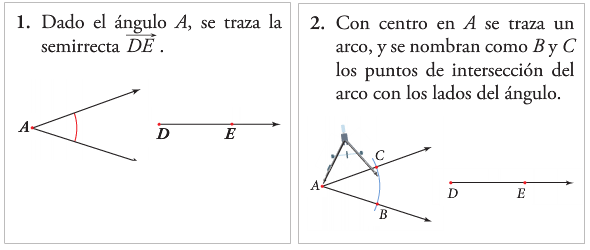 1. Dado el ángulo A, se traza la
semirrecta DE .
A
D
E
2. Con centro en A se traza un
arco, y se nombran como B y C
los puntos de intersección del
arco con los lados del ángulo.
A
C
B
D
E